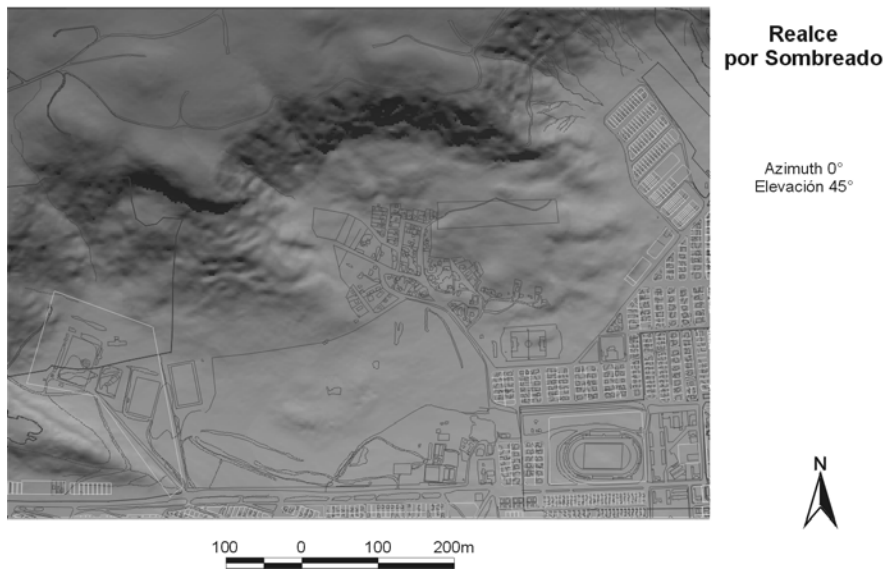 Realce
por Sombreado
Azimuth 0°
Elevación 45°
N
100 0 100 200m